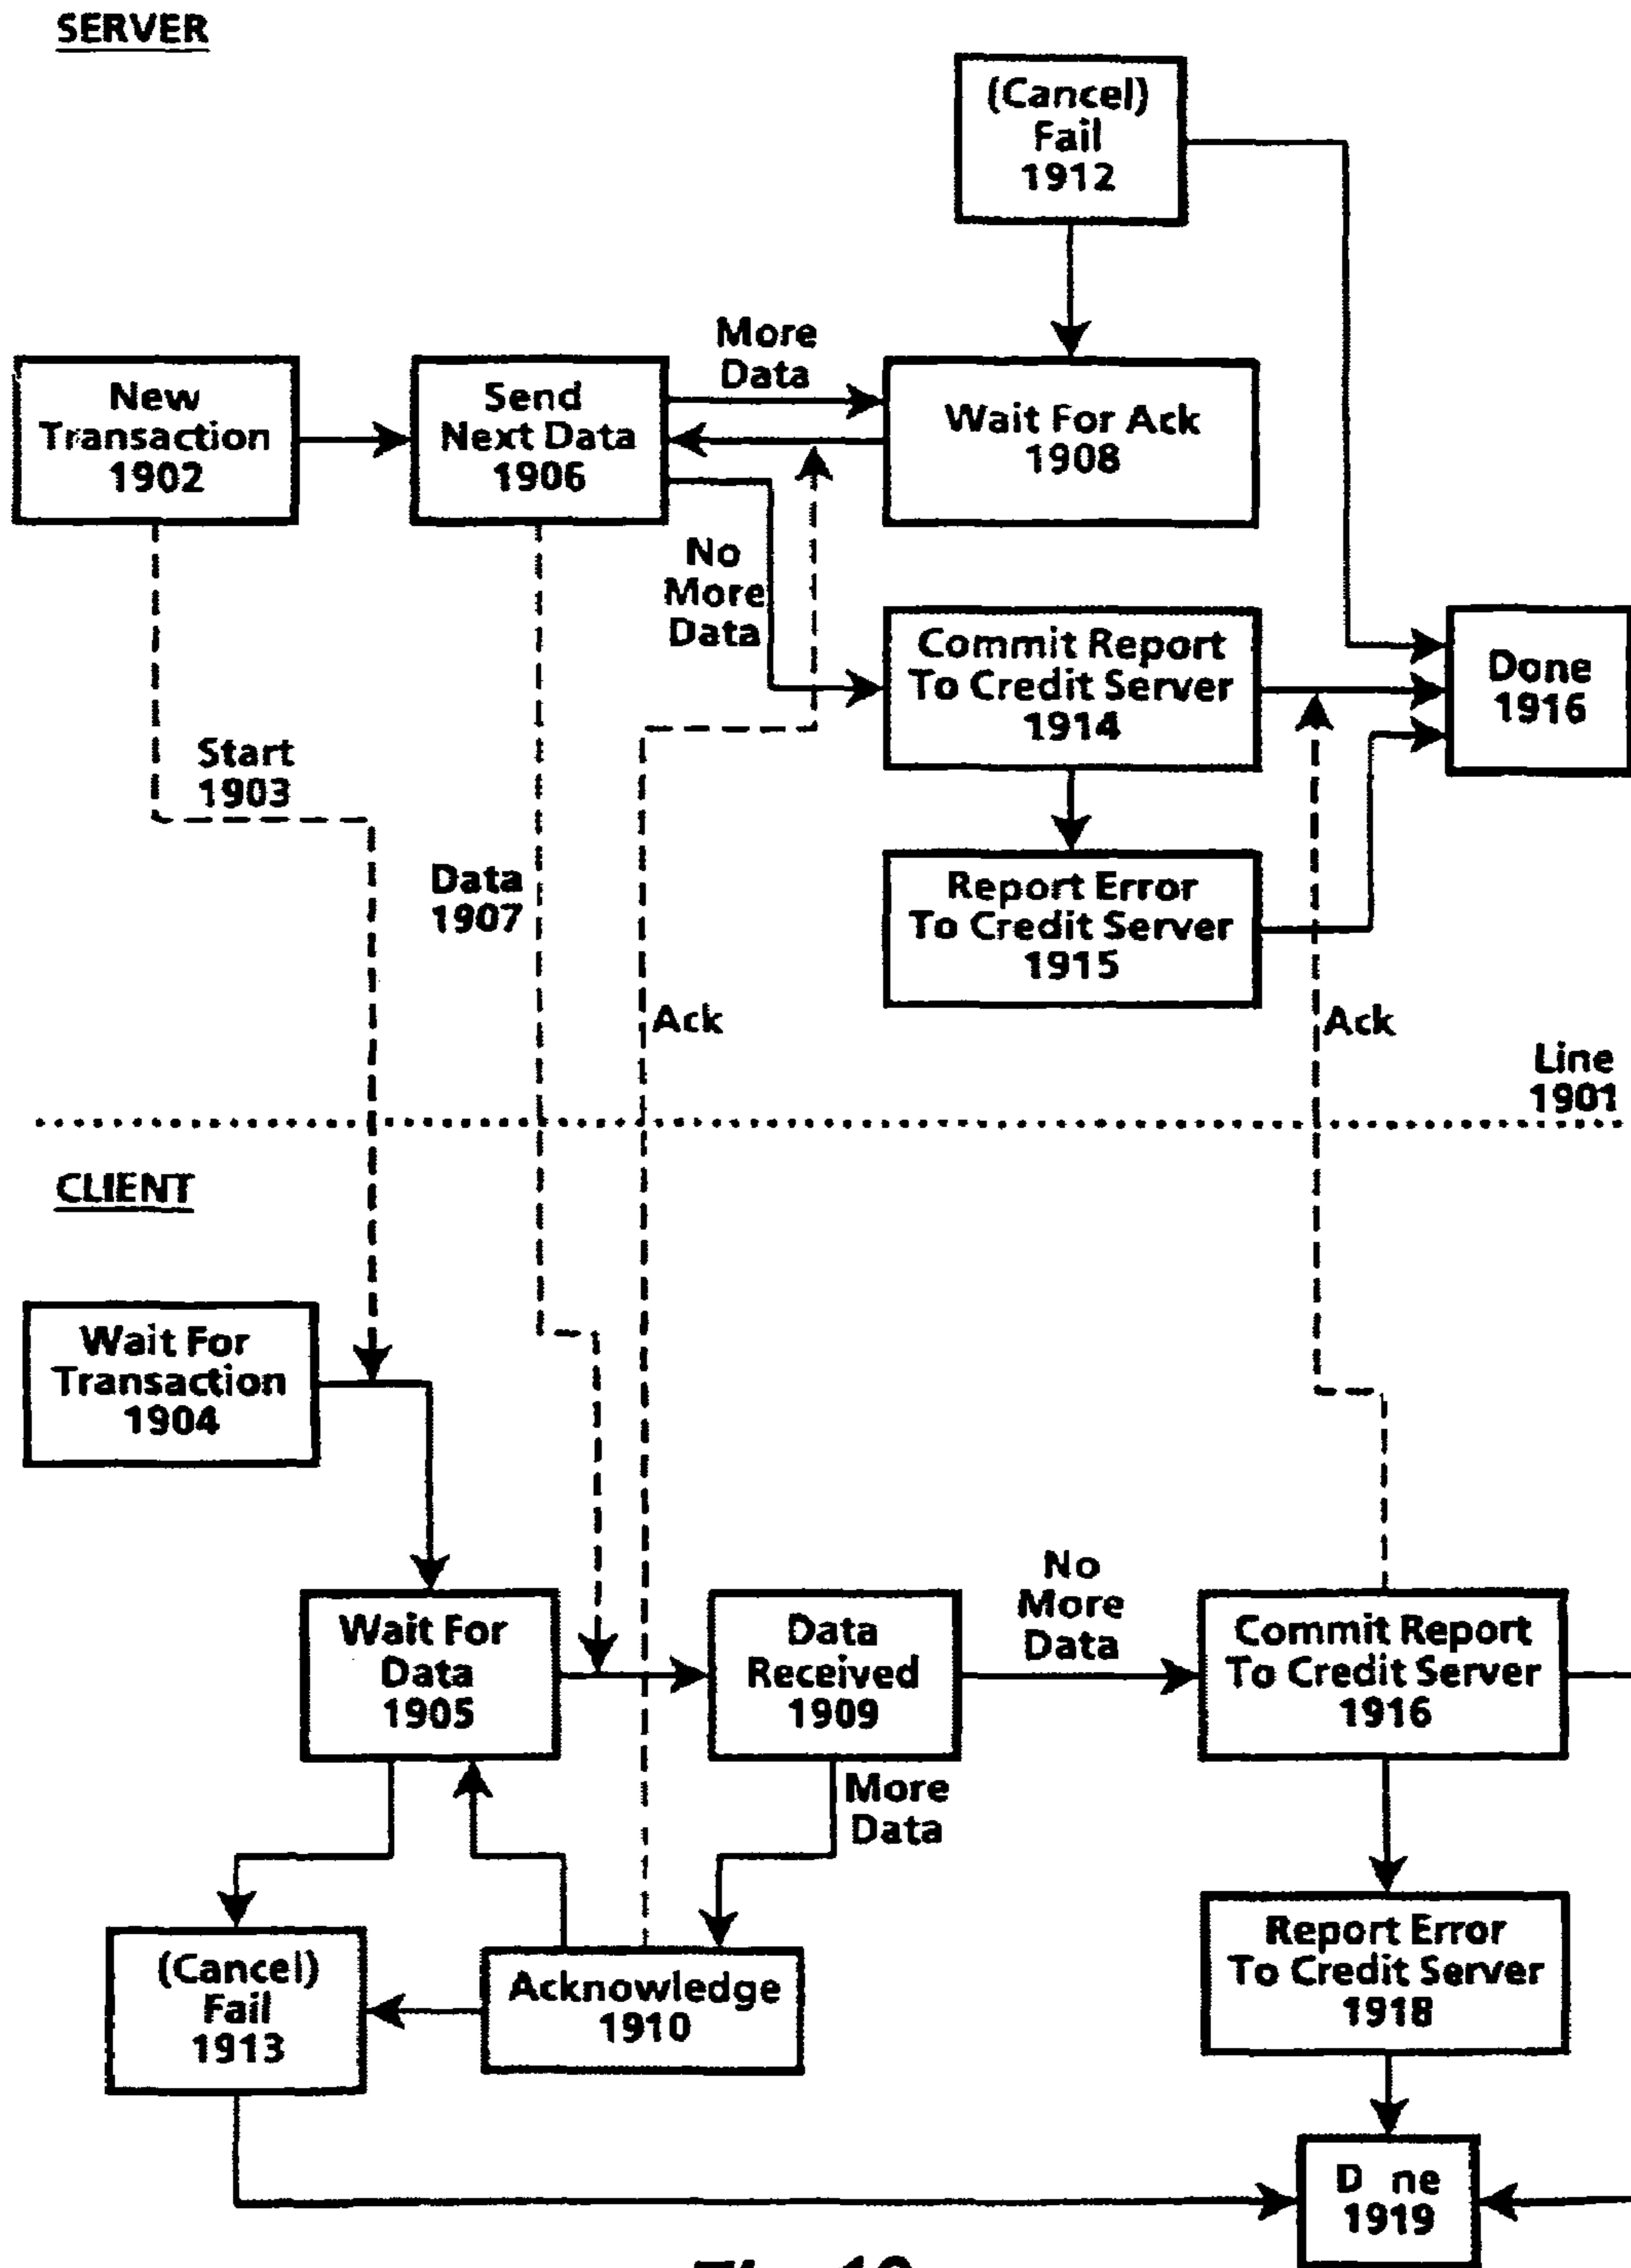 SERVER
(Cancel)
Fail
1912
New
Transaction
1902
Send
Next Data
1906
More
Data
Wait For Ack
1908
No
More
Data
Commit Report
To Credit Server
1914
Done
1916
Start
1903
Data
1907
Report Error
To Credit Server
1915
Ack
Ack
Line
1901
CLIENT
Wait For
Transaction
1904
Wait For
Data
1905
Data
Received
1909
No
More
Data
Commit Report
To Credit Server
1916
More
Data
(Cancel)
Fail
1913
Acknowledge
1910
Report Error
To Credit Server
1918
D ne
1919